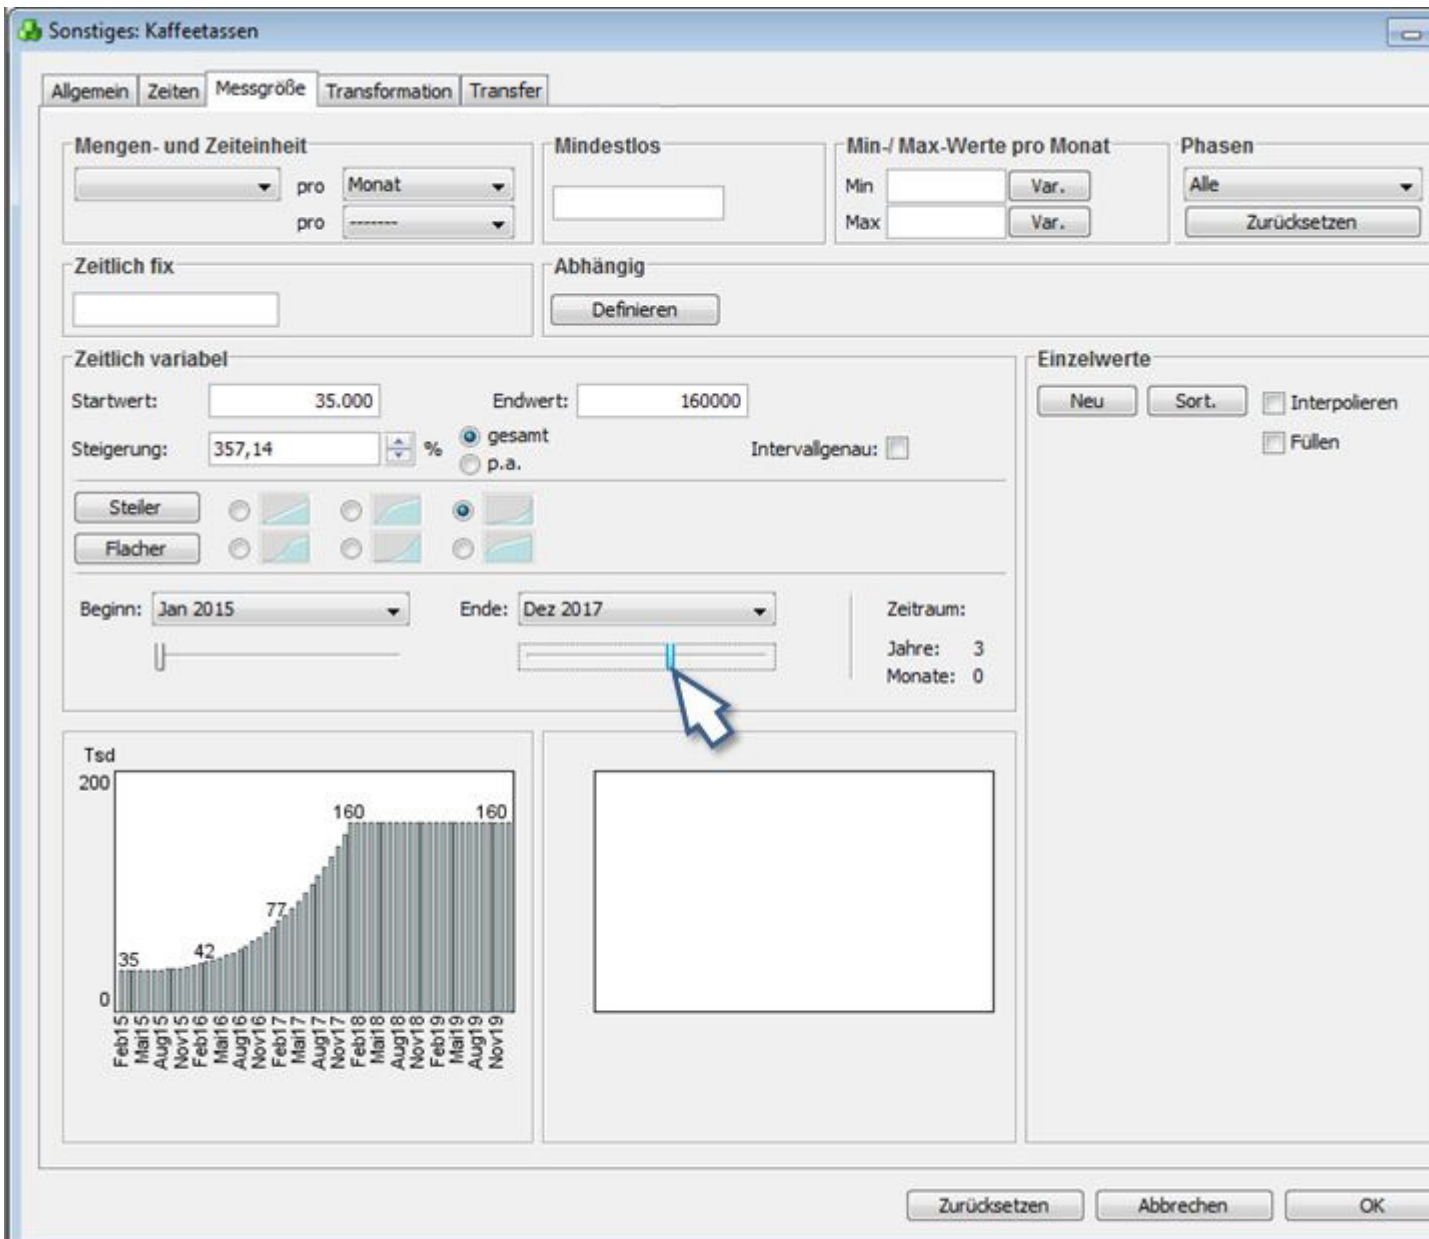 Sonstiges: Kaffeetassen
Allgemein Zeiten Messgröße Transformation Transfer
Mengen- und Zeiteinheit Mindestlos Min-/ Max-Werte pro Monat Phasen
pro Monat Min Var. Alle
pro ------- Max Var. Zurücksetzen
Zeitlich fix Abhängig
Definieren
Zeitlich variabel Einzelwerte
Startwert: 35.000 Endwert: 160000 Neu Sort. Interpolieren
Steigerung: 357,14 % gesamt Intervallgenau: Füllen
p.a.
Steiler
Flacher
Beginn: Jan 2015 Ende: Dez 2017 Zeitraum:
Jahre: 3
Monate: 0
Tsd
200
160 160
77
42
35
0
Feb15 Mai15 Aug15 Nov15 Feb16 Mai16 Aug16 Nov16 Feb17 Mai17 Aug17 Nov17 Feb18 Mai18 Aug18 Nov18 Feb19 Mai19 Aug19 Nov19
Zurücksetzen Abbrechen OK